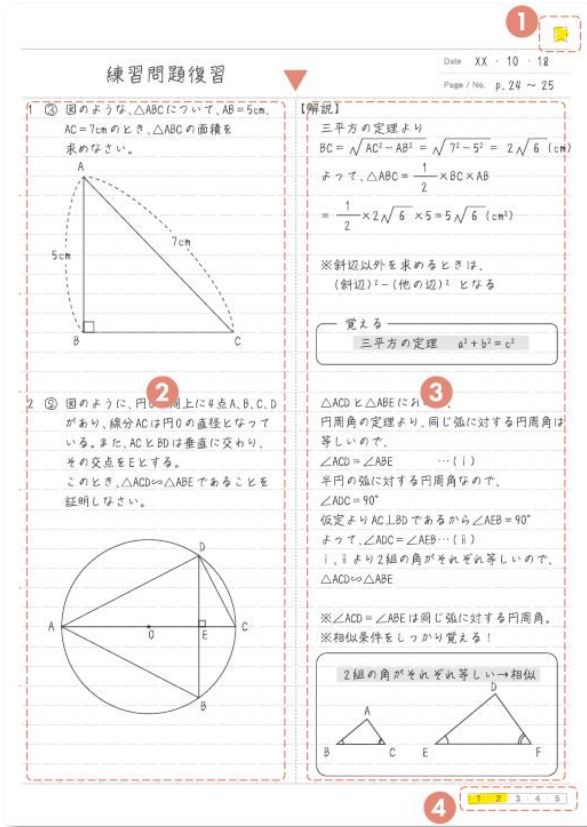 1
Date XX・10・18
練習問題復習
Page / No. p.24 ~ 25
1 ③ 図のような、△ABCについて、AB=5cm、
AC=7cmのとき、△ABCの面積を
求めなさい。
A
5cm
7cm
B
C
2
2 ② 図のように、円Oの周上に4点A、B、C、D
があり、線分ACは円Oの直径となって
いる。また、ACとBDは垂直に交わり、
その交点をEとする。
このとき、△ACD∽△ABEであることを
証明しなさい。
D
A
O
E
C
B
【解説】
三平方の定理より
BC = √AC²-AB² = √7²-5² = 2√6 (cm)
よって、△ABC = 1/2 ×BC×AB
= 1/2 ×2√6 ×5=5√6 (cm²)
※斜辺以外を求めるときは、
(斜辺)²-(他の辺)² となる
覚える
三平方の定理 a²+b²=c²
3
△ACDと△ABEにお
円周角の定理より、同じ弧に対する円周角は
等しいので、
∠ACD=∠ABE …(ⅰ)
半円の弧に対する円周角なので、
∠ADC=90°
仮定よりAC⊥BDであるから∠AEB=90°
よって、∠ADC=∠AEB…(ⅱ)
ⅰ、ⅱより2組の角がそれぞれ等しいので、
△ACD∽△ABE
※∠ACD=∠ABEは同じ弧に対する円周角。
※相似条件をしっかり覚える!
2組の角がそれぞれ等しい→相似
A
B
C
D
E
F
4
1 2 3 4 5